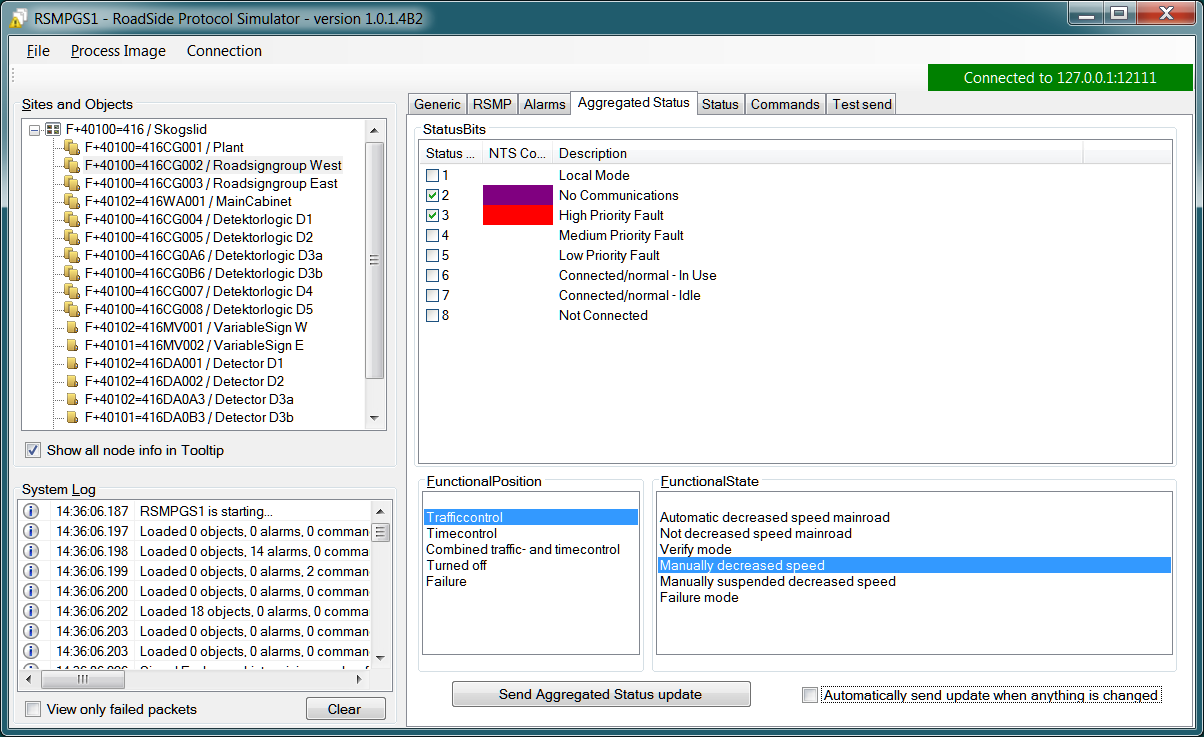 RSMPGS1 - RoadSide Protocol Simulator - version 1.0.1.4B2
File Process Image Connection
Connected to 127.0.0.1:12111
Sites and Objects
F+40100=416 / Skogslid
F+40100=416CG001 / Plant
F+40100=416CG002 / Roadsigngroup West
F+40100=416CG003 / Roadsigngroup East
F+40102=416WA001 / MainCabinet
F+40100=416CG004 / Detektorlogic D1
F+40100=416CG005 / Detektorlogic D2
F+40100=416CG0A6 / Detektorlogic D3a
F+40100=416CG0B6 / Detektorlogic D3b
F+40100=416CG007 / Detektorlogic D4
F+40100=416CG008 / Detektorlogic D5
F+40102=416MV001 / VariableSign W
F+40101=416MV002 / VariableSign E
F+40102=416DA001 / Detector D1
F+40102=416DA002 / Detector D2
F+40102=416DA0A3 / Detector D3a
F+40101=416DA0B3 / Detector D3b
Show all node info in Tooltip
System Log
14:36:06.187 RSMPGS1 is starting...
14:36:06.197 Loaded 0 objects, 0 alarms, 0 comman
14:36:06.198 Loaded 0 objects, 14 alarms, 0 comma
14:36:06.199 Loaded 0 objects, 0 alarms, 2 comman
14:36:06.200 Loaded 0 objects, 0 alarms, 0 comman
14:36:06.202 Loaded 18 objects, 0 alarms, 0 comma
14:36:06.203 Loaded 0 objects, 0 alarms, 0 comman
14:36:06.203 Loaded 0 objects, 0 alarms, 0 comman
View only failed packets
Clear
Generic RSMP Alarms Aggregated Status Status Commands Test send
StatusBits
Status ... NTS Co... Description
1 Local Mode
2 No Communications
3 High Priority Fault
4 Medium Priority Fault
5 Low Priority Fault
6 Connected/normal - In Use
7 Connected/normal - Idle
8 Not Connected
FunctionalPosition
Trafficcontrol
Timecontrol
Combined traffic- and timecontrol
Turned off
Failure
FunctionalState
Automatic decreased speed mainroad
Not decreased speed mainroad
Verify mode
Manually decreased speed
Manually suspended decreased speed
Failure mode
Send Aggregated Status update
Automatically send update when anything is changed